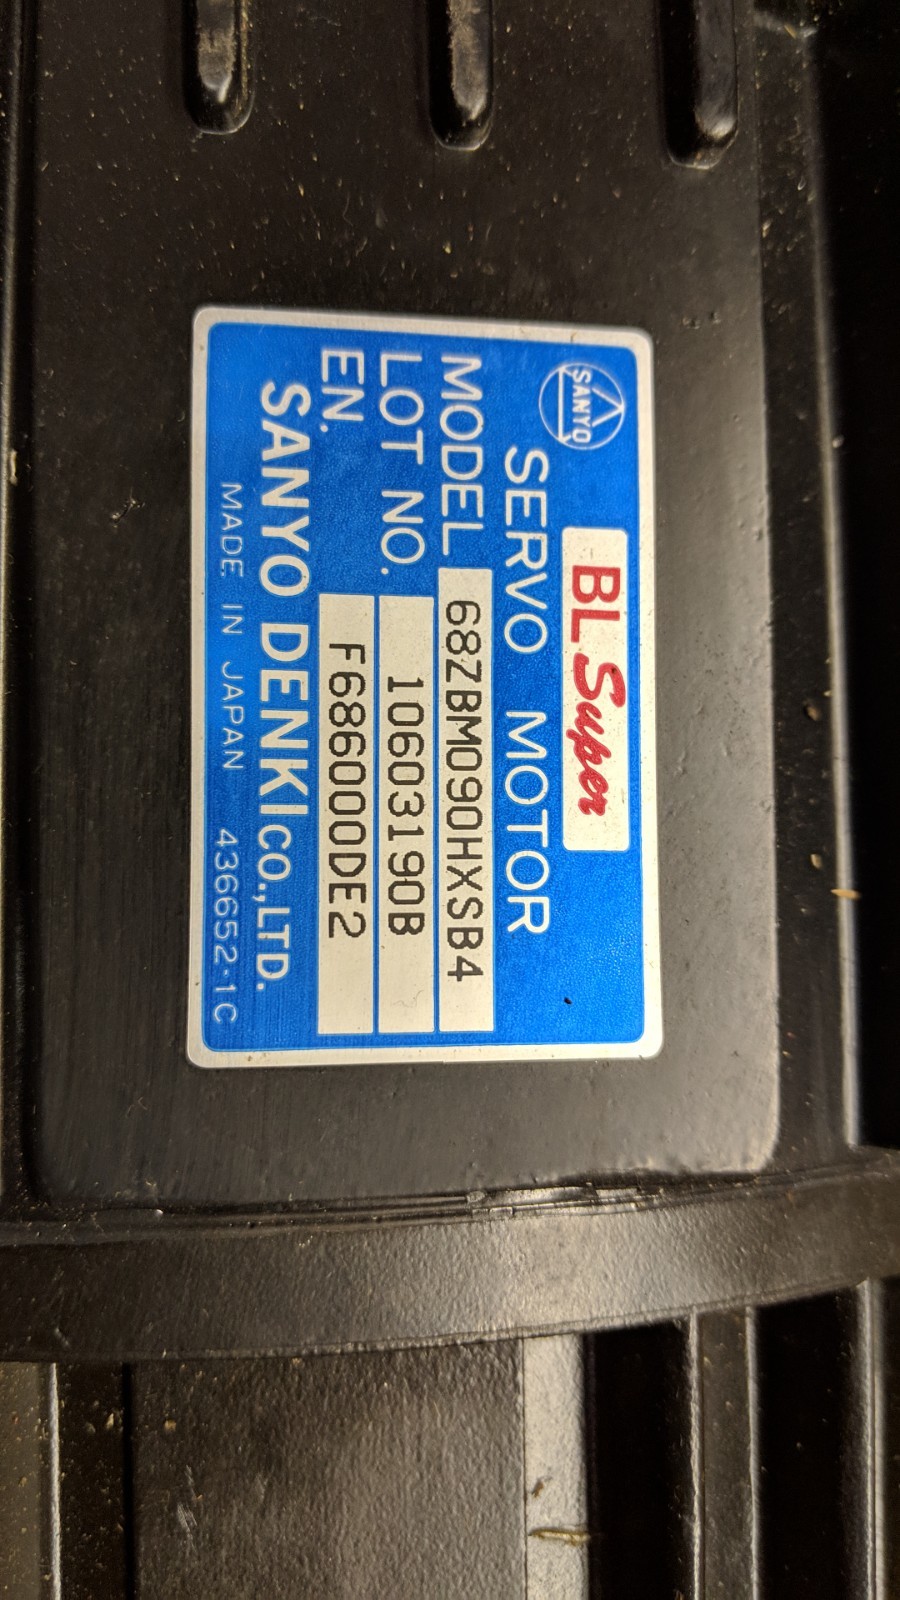 SANYO
BL Super
SERVO MOTOR
MODEL 68ZBM090HXSB4
LOT NO. 10603190B
EN. F686000DE2
SANYO DENKI CO., LTD.
MADE IN JAPAN 436652-1C